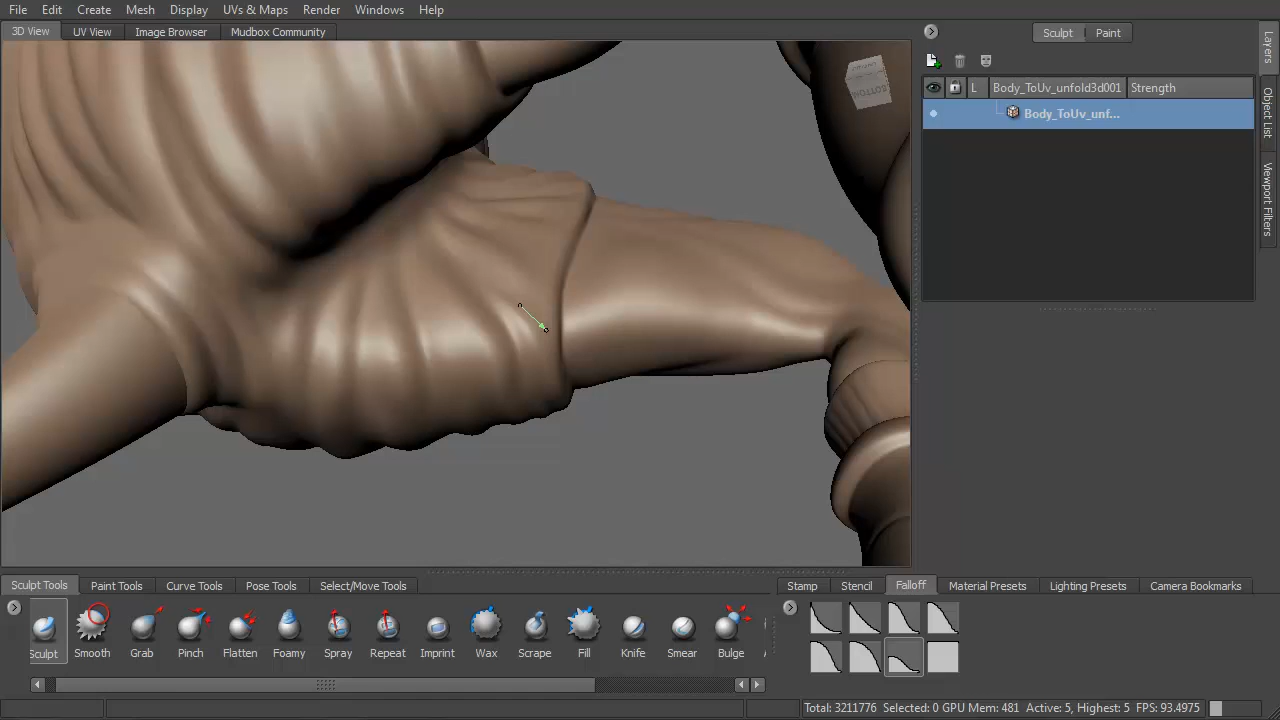 File Edit Create Mesh Display UVs & Maps Render Windows Help
3D View UV View Image Browser Mudbox Community
Sculpt Paint
Layers
Object List
Viewport Filters
L Body_ToUv_unfold3d001 Strength
Body_ToUv_unf...
BOTTOM
Sculpt Tools Paint Tools Curve Tools Pose Tools Select/Move Tools
Stamp Stencil Falloff Material Presets Lighting Presets Camera Bookmarks
Sculpt Smooth Grab Pinch Flatten Foamy Spray Repeat Imprint Wax Scrape Fill Knife Smear Bulge
Total: 3211776 Selected: 0 GPU Mem: 481 Active: 5, Highest: 5 FPS: 93.4975